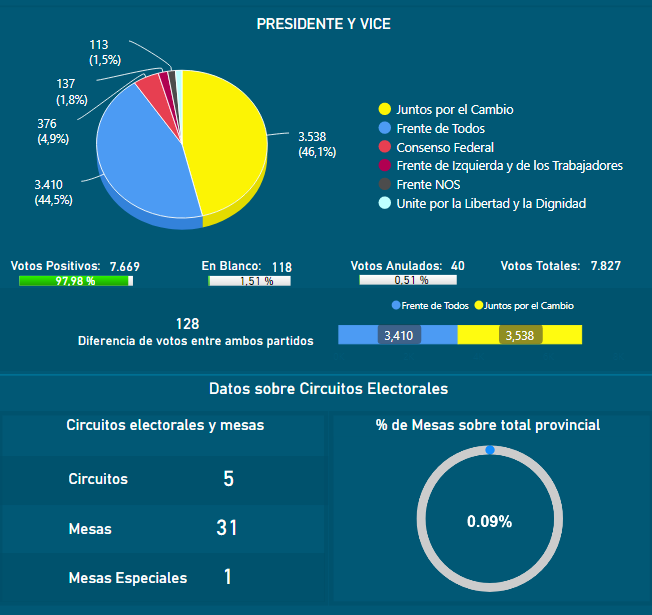 PRESIDENTE Y VICE
113
(1,5%)
137
(1,8%)
376
(4,9%)
3.410
(44,5%)
3.538
(46,1%)
Juntos por el Cambio
Frente de Todos
Consenso Federal
Frente de Izquierda y de los Trabajadores
Frente NOS
Unite por la Libertad y la Dignidad
Votos Positivos: 7.669
97,98 %
En Blanco: 118
1,51 %
Votos Anulados: 40
0,51 %
Votos Totales: 7.827
128
Diferencia de votos entre ambos partidos
Frente de Todos Juntos por el Cambio
3,410 3,538
Datos sobre Circuitos Electorales
Circuitos electorales y mesas
Circuitos 5
Mesas 31
Mesas Especiales 1
% de Mesas sobre total provincial
0.09%